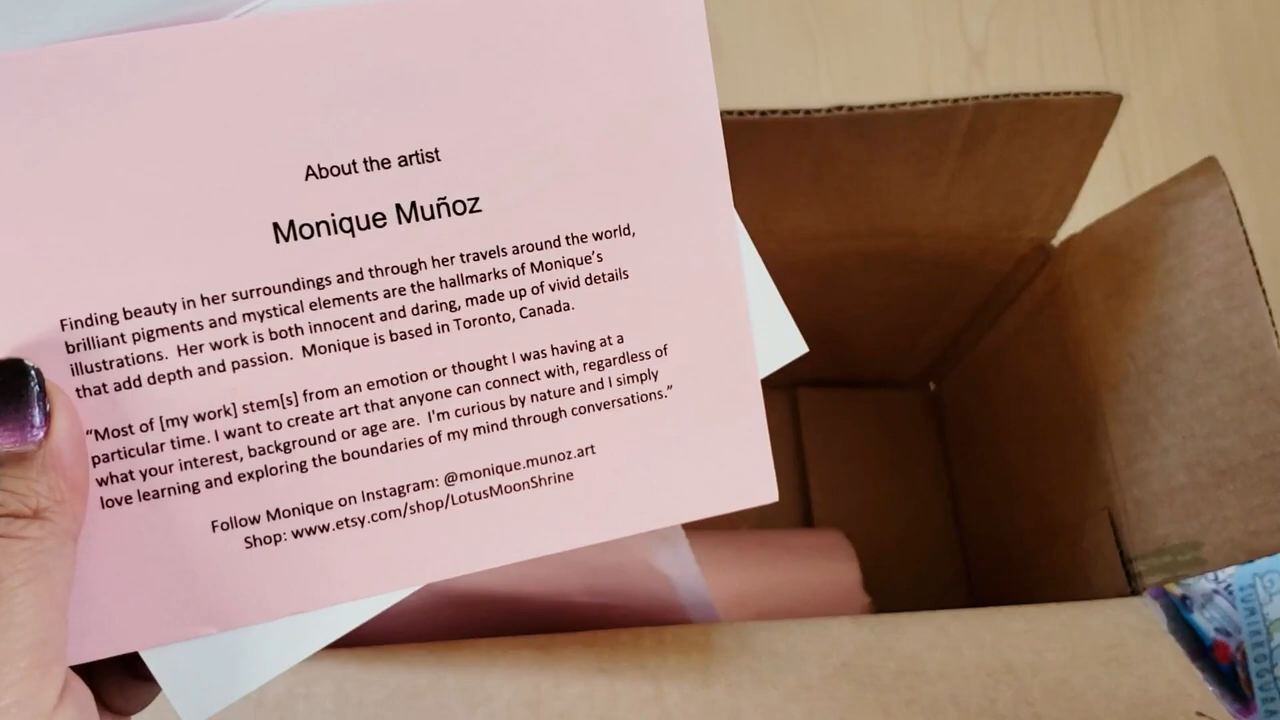 About the artist
Monique Muñoz
Finding beauty in her surroundings and through her travels around the world,
brilliant pigments and mystical elements are the hallmarks of Monique's
illustrations.  Her work is both innocent and daring, made up of vivid details
that add depth and passion.  Monique is based in Toronto, Canada.
“Most of [my work] stem[s] from an emotion or thought I was having at a
particular time. I want to create art that anyone can connect with, regardless of
what your interest, background or age are.  I'm curious by nature and I simply
love learning and exploring the boundaries of my mind through conversations.”
Follow Monique on Instagram: @monique.munoz.art
Shop: www.etsy.com/shop/LotusMoonShrine